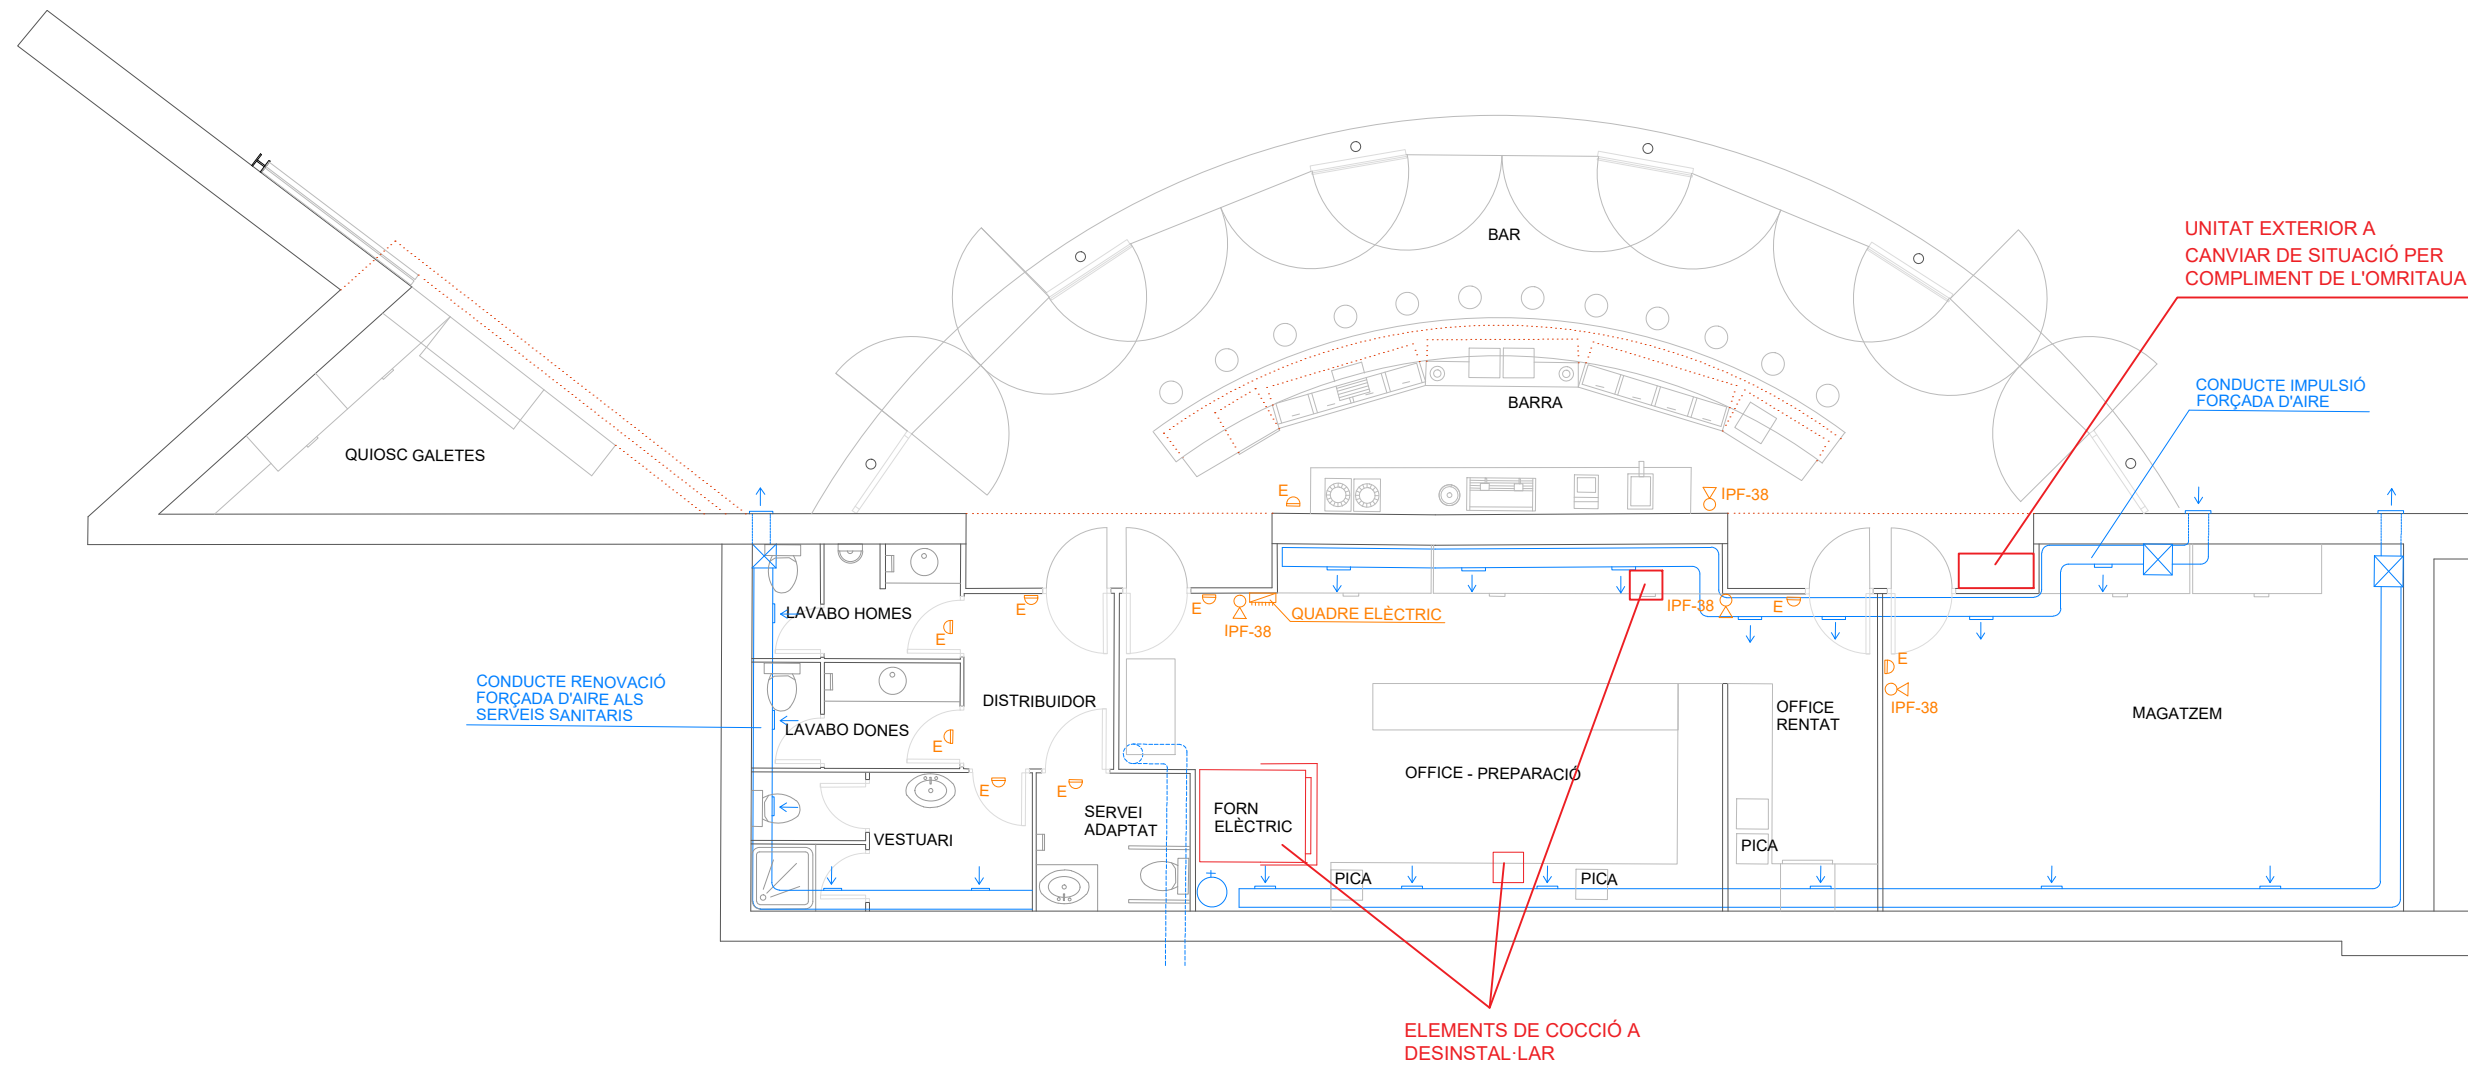 UNITAT EXTERIOR A
CANVIAR DE SITUACIÓ PER
COMPLIMENT DE L'OMRITAUA
BAR
CONDUCTE IMPULSIÓ
FORÇADA D'AIRE
BARRA
QUIOSC GALETES
E
IPF-38
LAVABO HOMES
E
E
E
IPF-38
QUADRE ELÈCTRIC
IPF-38
E
E
IPF-38
CONDUCTE RENOVACIÓ
FORÇADA D'AIRE ALS
SERVEIS SANITARIS
LAVABO DONES
E
DISTRIBUIDOR
OFFICE
RENTAT
MAGATZEM
OFFICE - PREPARACIÓ
E
E
SERVEI
ADAPTAT
FORN
ELÈCTRIC
VESTUARI
PICA
PICA
PICA
ELEMENTS DE COCCIÓ A
DESINSTAL·LAR